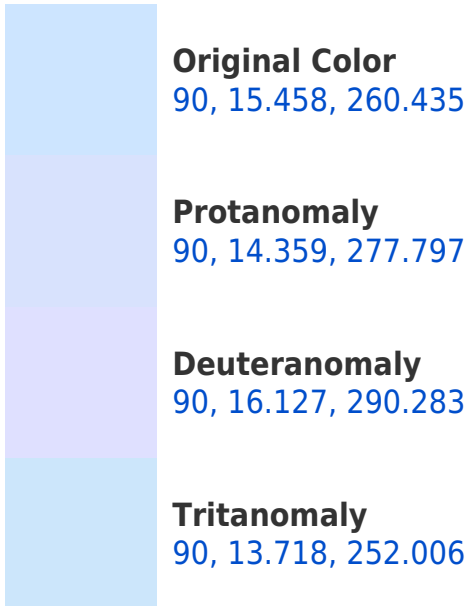 Original Color
90, 15.458, 260.435
Protanomaly
90, 14.359, 277.797
Deuteranomaly
90, 16.127, 290.283
Tritanomaly
90, 13.718, 252.006